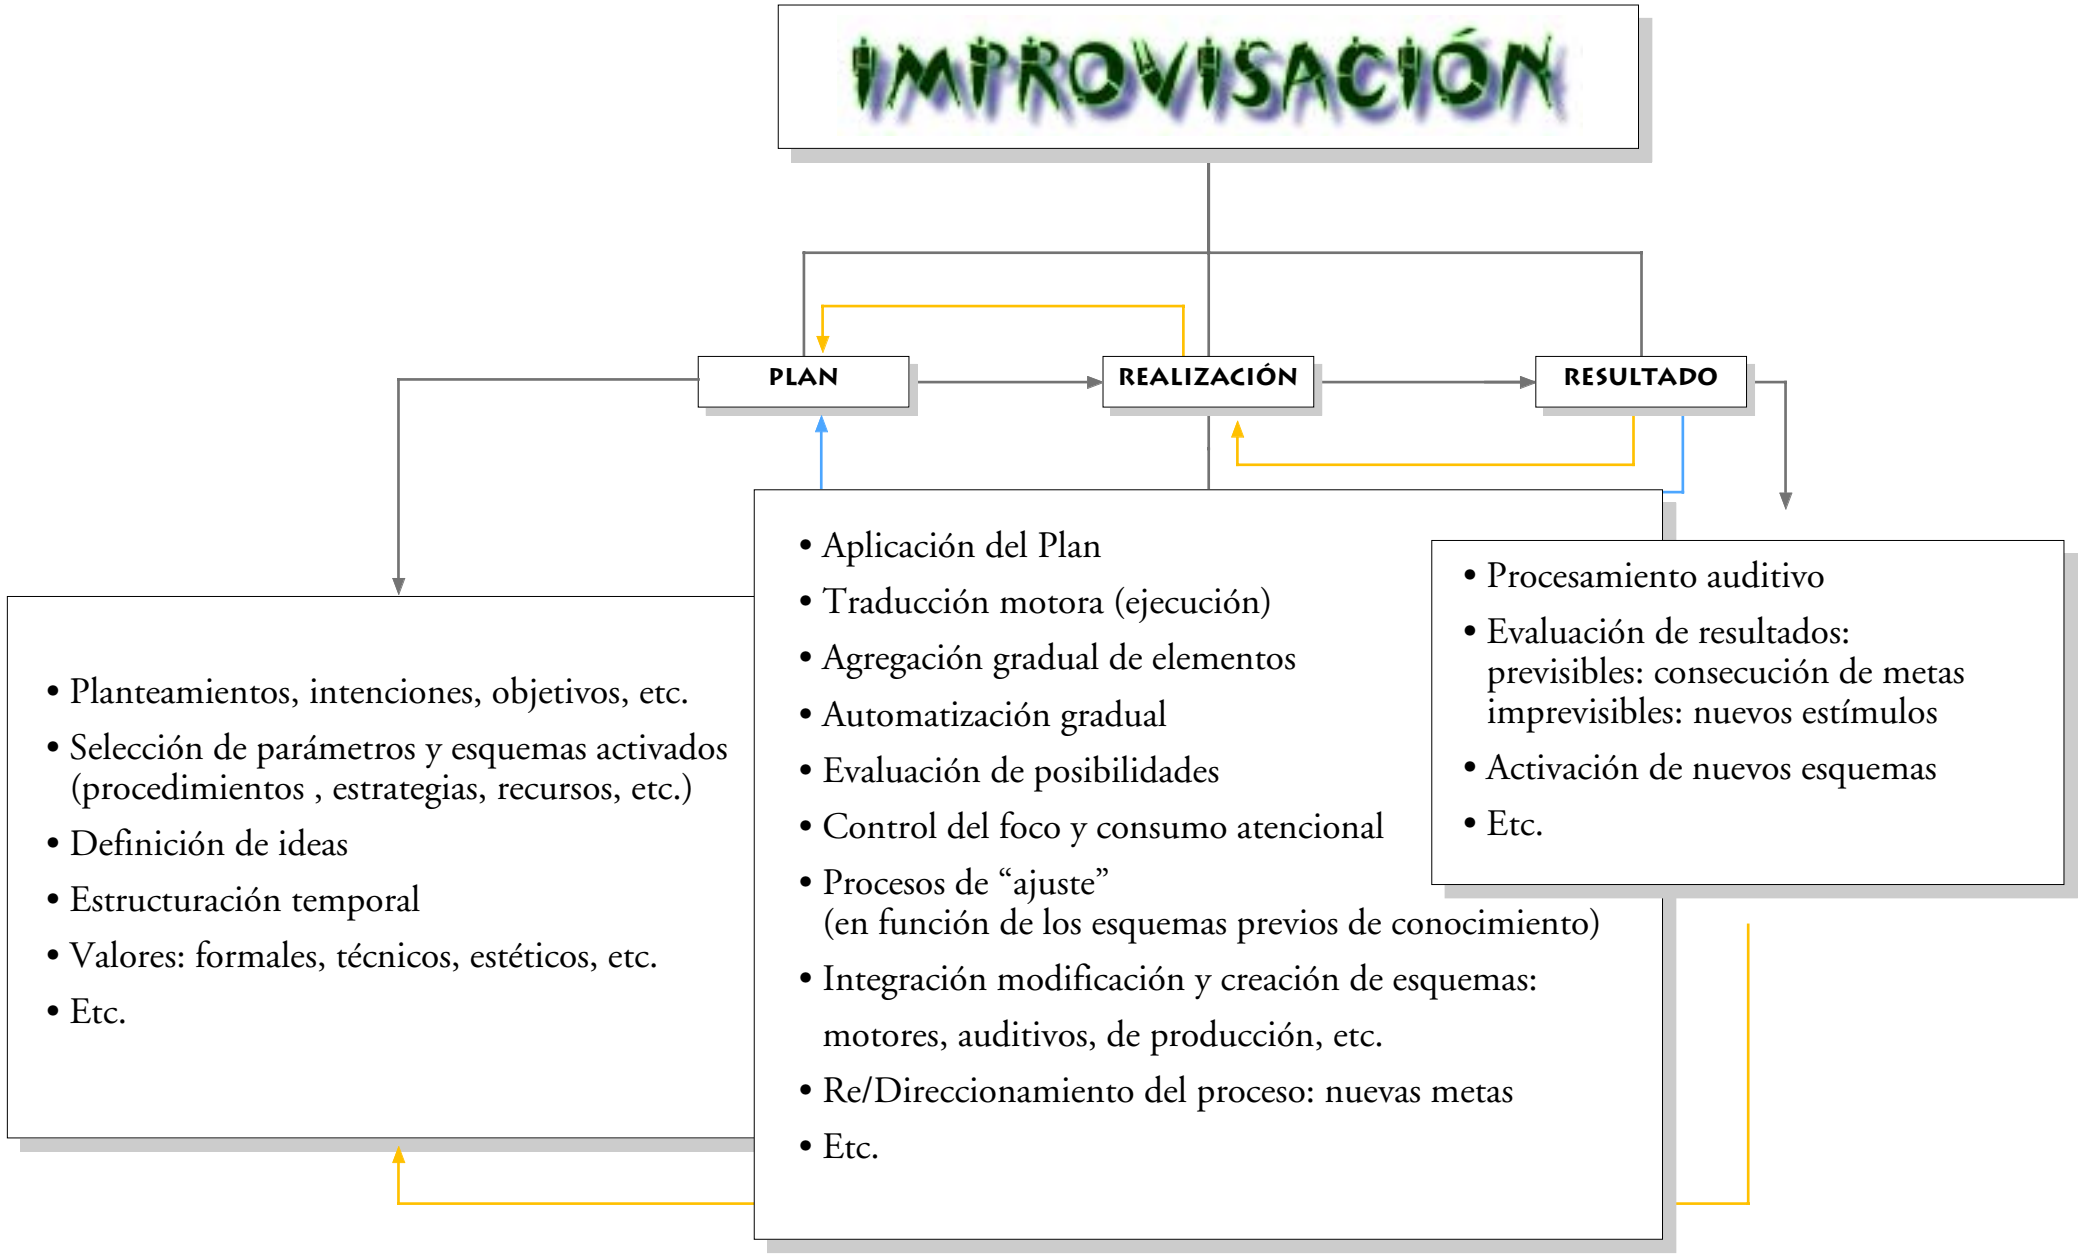 IMPROVISACIÓN
PLAN
REALIZACIÓN
RESULTADO
• Planteamientos, intenciones, objetivos, etc.
• Selección de parámetros y esquemas activados
(procedimientos , estrategias, recursos, etc.)
• Definición de ideas
• Estructuración temporal
• Valores: formales, técnicos, estéticos, etc.
• Etc.
• Aplicación del Plan
• Traducción motora (ejecución)
• Agregación gradual de elementos
• Automatización gradual
• Evaluación de posibilidades
• Control del foco y consumo atencional
• Procesos de “ajuste”
(en función de los esquemas previos de conocimiento)
• Integración modificación y creación de esquemas:
motores, auditivos, de producción, etc.
• Re/Direccionamiento del proceso: nuevas metas
• Etc.
• Procesamiento auditivo
• Evaluación de resultados:
previsibles: consecución de metas
imprevisibles: nuevos estímulos
• Activación de nuevos esquemas
• Etc.